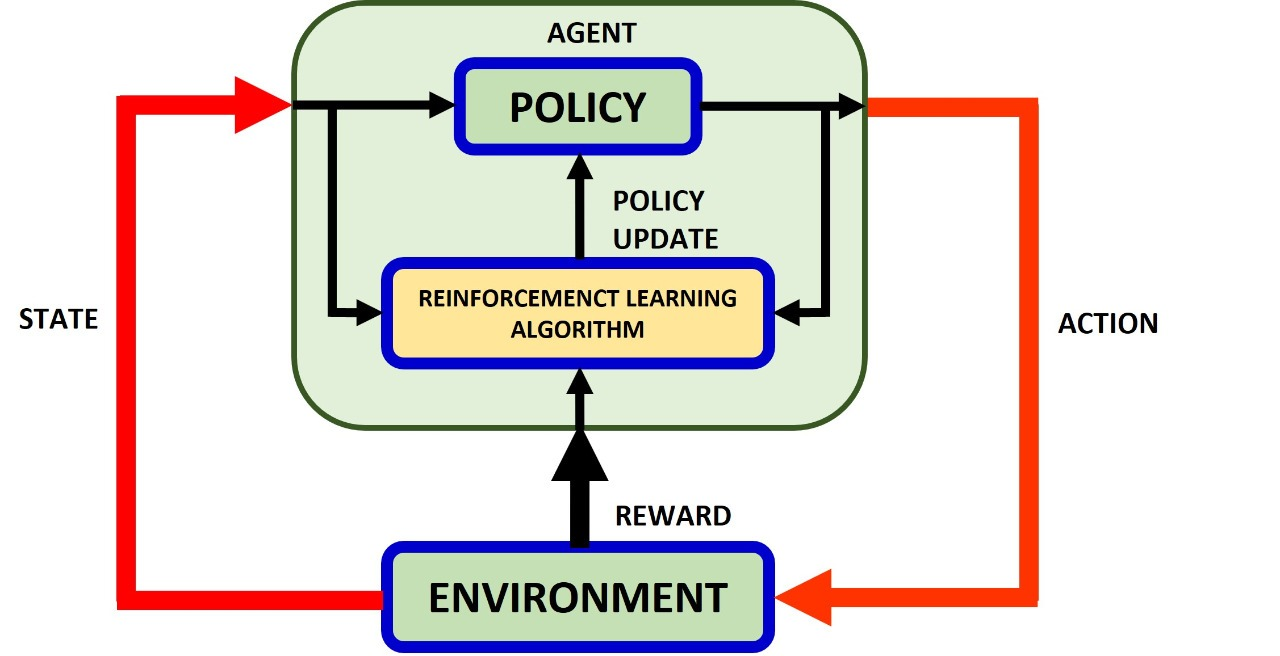 AGENT
POLICY
POLICY
UPDATE
REINFORCEMENCT LEARNING
ALGORITHM
STATE
ACTION
REWARD
ENVIRONMENT